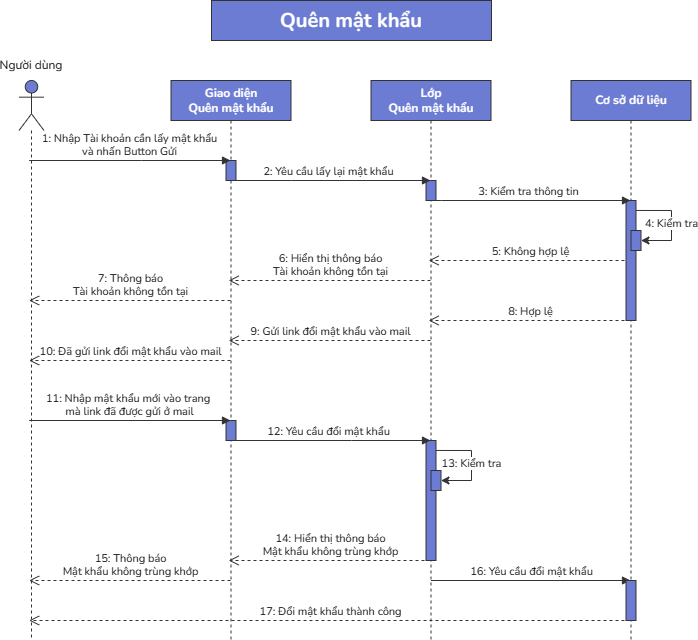 Quên mật khẩu
Người dùng
Giao diện
Quên mật khẩu
Lớp
Quên mật khẩu
Cơ sở dữ liệu
1: Nhập Tài khoản cần lấy mật khẩu
và nhấn Button Gửi
2: Yêu cầu lấy lại mật khẩu
3: Kiểm tra thông tin
4: Kiểm tra
5: Không hợp lệ
6: Hiển thị thông báo
Tài khoản không tồn tại
7: Thông báo
Tài khoản không tồn tại
8: Hợp lệ
9: Gửi link đổi mật khẩu vào mail
10: Đã gửi link đổi mật khẩu vào mail
11: Nhập mật khẩu mới vào trang
mà link đã được gửi ở mail
12: Yêu cầu đổi mật khẩu
13: Kiểm tra
14: Hiển thị thông báo
Mật khẩu không trùng khớp
15: Thông báo
Mật khẩu không trùng khớp
16: Yêu cầu đổi mật khẩu
17: Đổi mật khẩu thành công